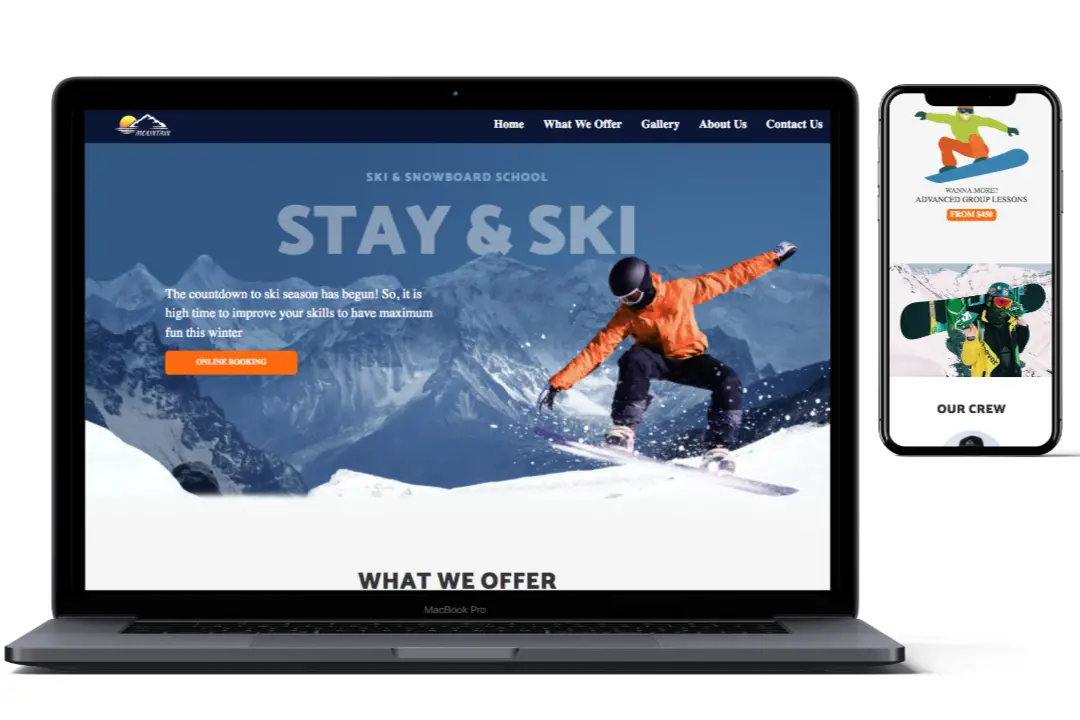 MOUNTAIN
Home What We Offer Gallery About Us Contact Us
SKI & SNOWBOARD SCHOOL
STAY & SKI
The countdown to ski season has begun! So, it is
high time to improve your skills to have maximum
fun this winter
ONLINE BOOKING
WHAT WE OFFER
MacBook Pro
WANNA MORE?
ADVANCED GROUP LESSONS
FROM $450
OUR CREW